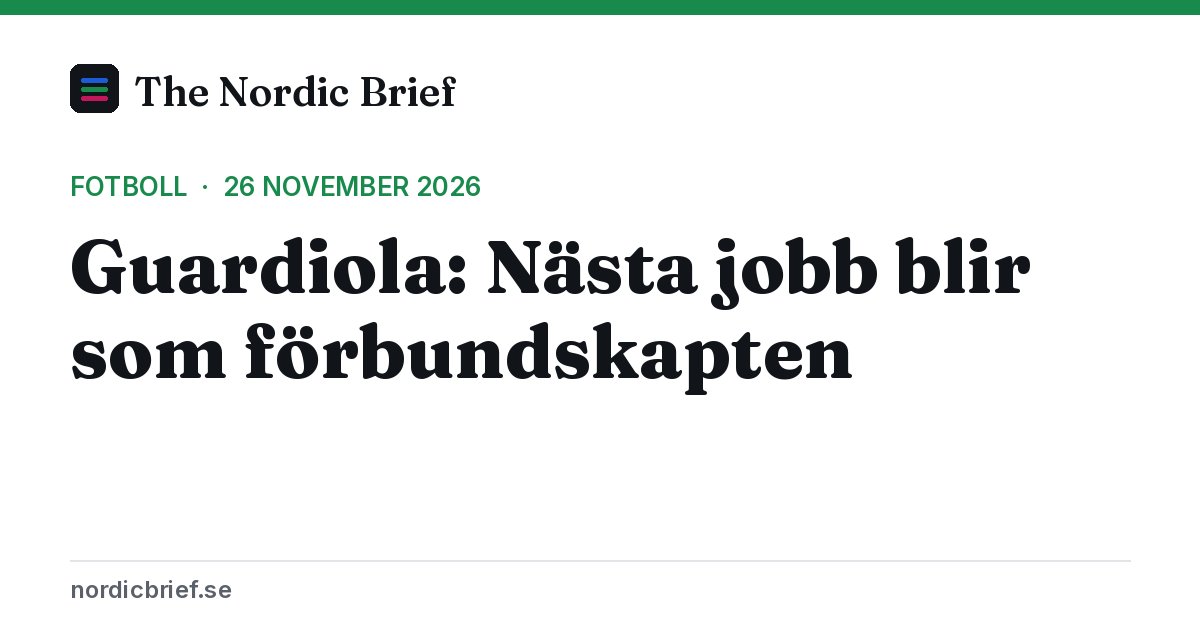 The Nordic Brief
FOTBOLL · 26 NOVEMBER 2026
Guardiola: Nästa jobb blir
som förbundskapten
nordicbrief.se